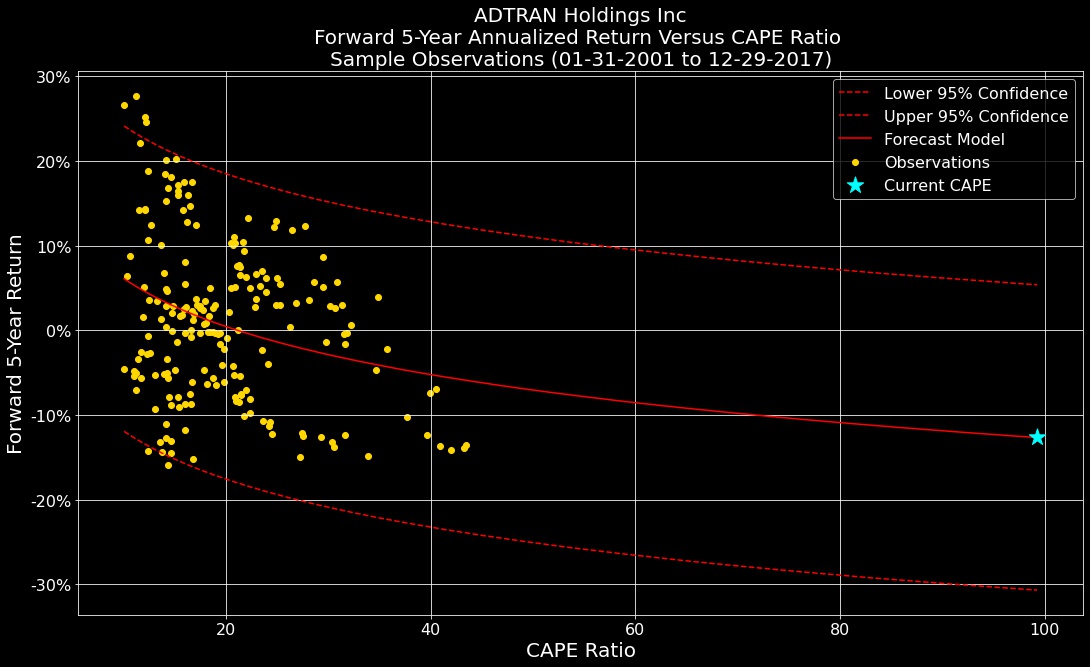 ADTRAN Holdings Inc
Forward 5-Year Annualized Return Versus CAPE Ratio
Sample Observations (01-31-2001 to 12-29-2017)
Lower 95% Confidence
Upper 95% Confidence
Forecast Model
Observations
Current CAPE
Forward 5-Year Return
30%
20%
10%
0%
-10%
-20%
-30%
20
40
60
80
100
CAPE Ratio